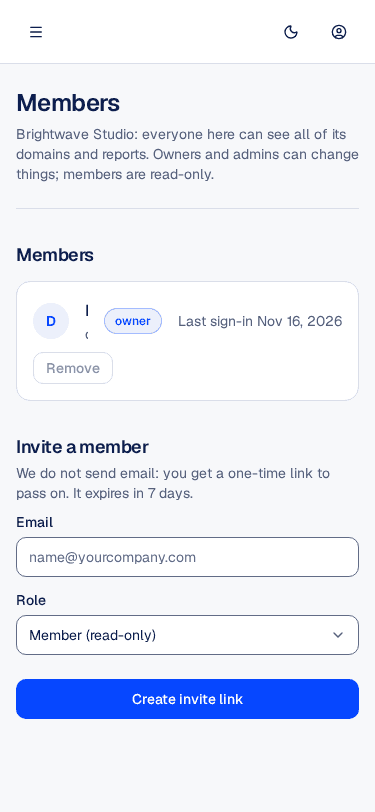 Members
Brightwave Studio: everyone here can see all of its
domains and reports. Owners and admins can change
things; members are read-only.
Members
D
owner
Last sign-in Nov 16, 2026
Remove
Invite a member
We do not send email: you get a one-time link to
pass on. It expires in 7 days.
Email
name@yourcompany.com
Role
Member (read-only)
Create invite link